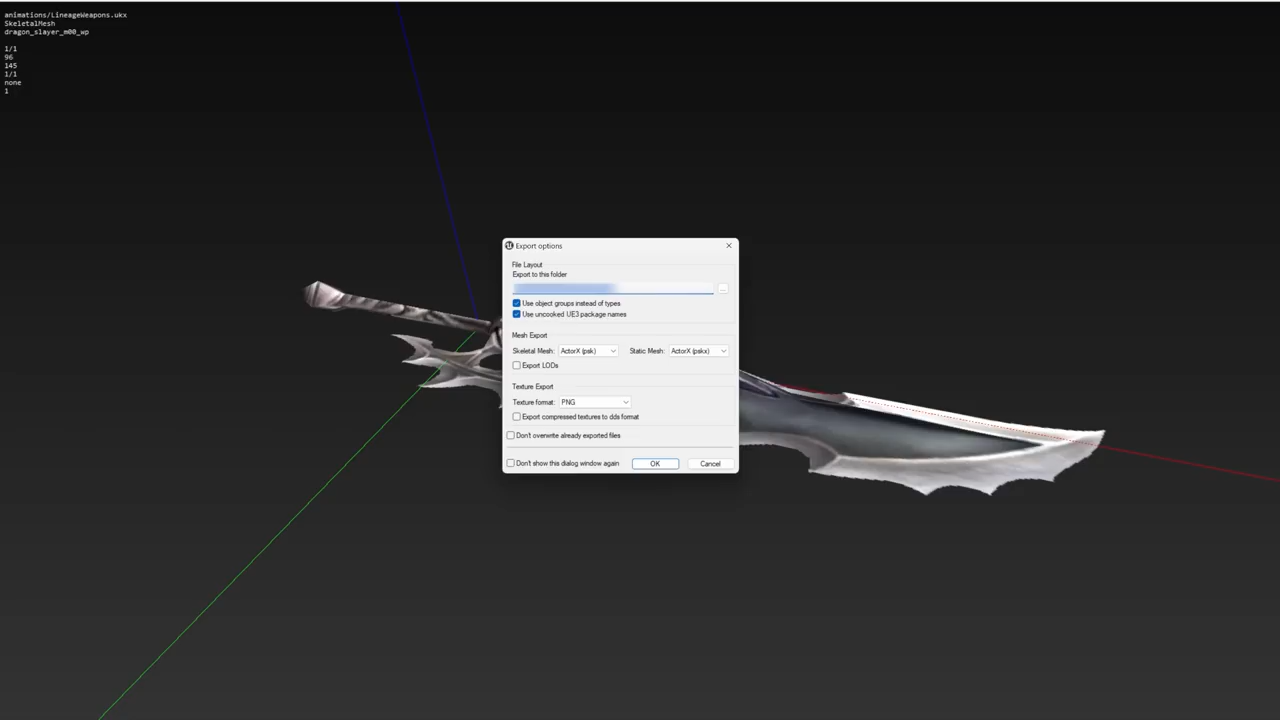 animations/LineageWeapons.ukx
SkeletalMesh
dragon_slayer_m00_wp
1/1
96
145
1/1
none
1
Export options
File Layout
Export to this folder
...
Use object groups instead of types
Use uncooked UE3 package names
Mesh Export
Skeletal Mesh: ActorX (psk) Static Mesh: ActorX (pskx)
Export LODs
Texture Export
Texture format: PNG
Export compressed textures to dds format
Don't overwrite already exported files
Don't show this dialog window again OK Cancel